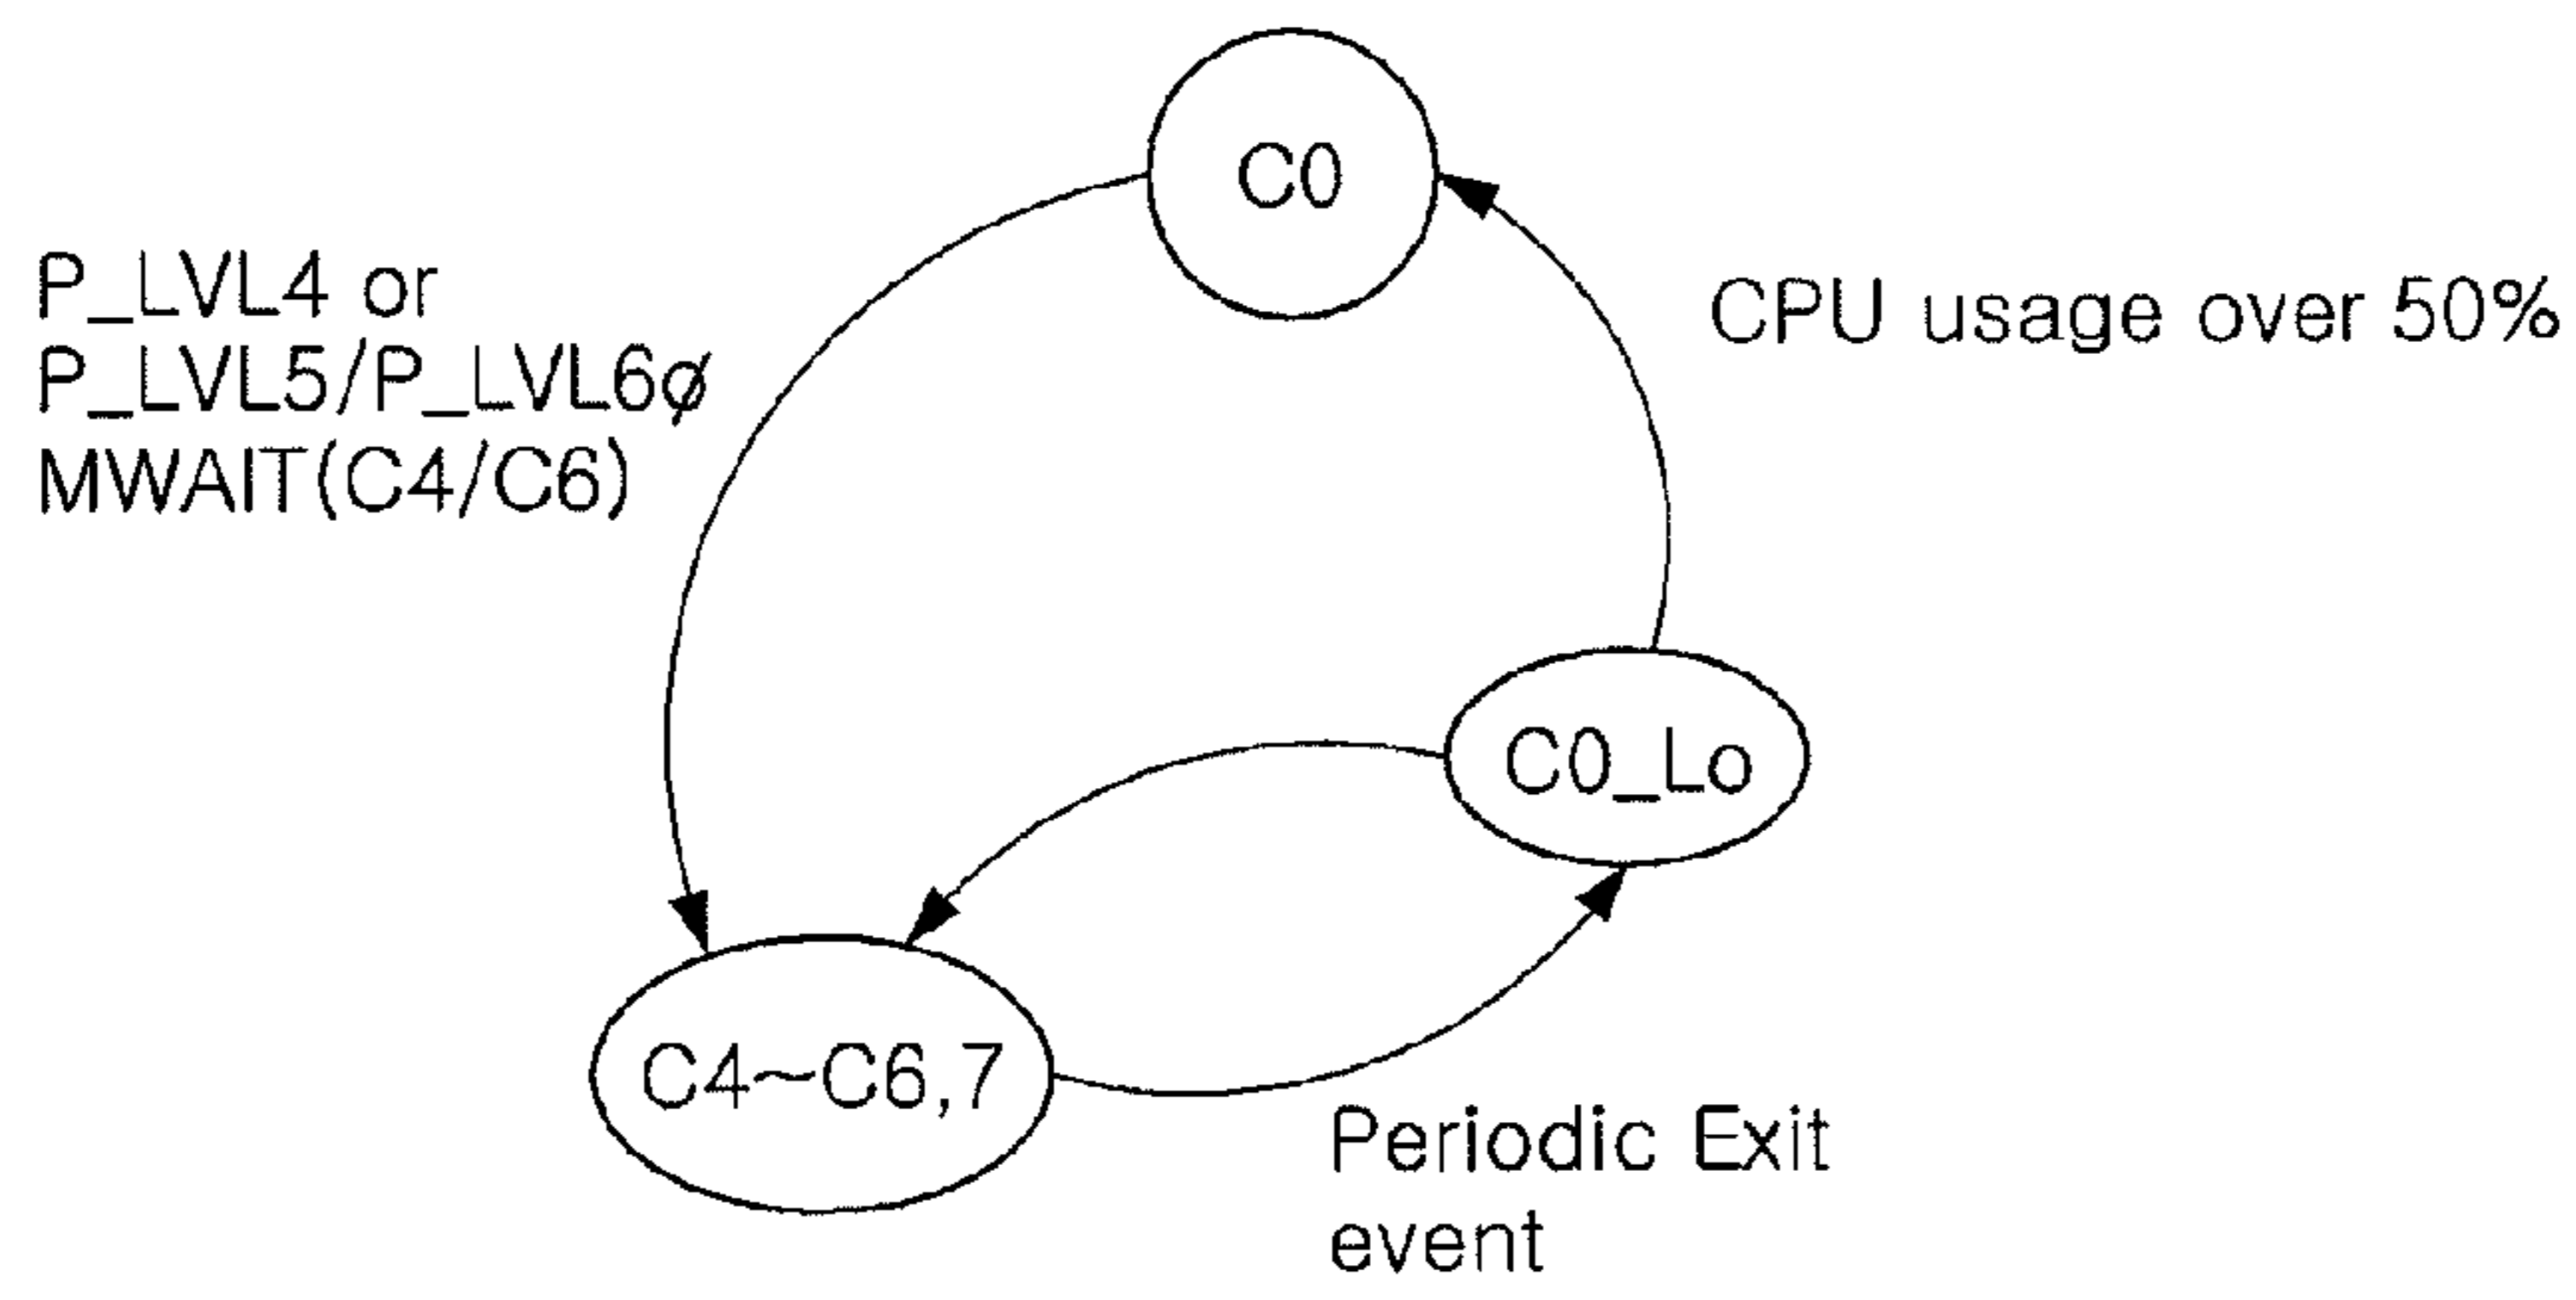 C0
P_LVL4 or
P_LVL5/P_LVL6ø
MWAIT(C4/C6)
CPU usage over 50%
C0_Lo
C4~C6,7
Periodic Exit
event